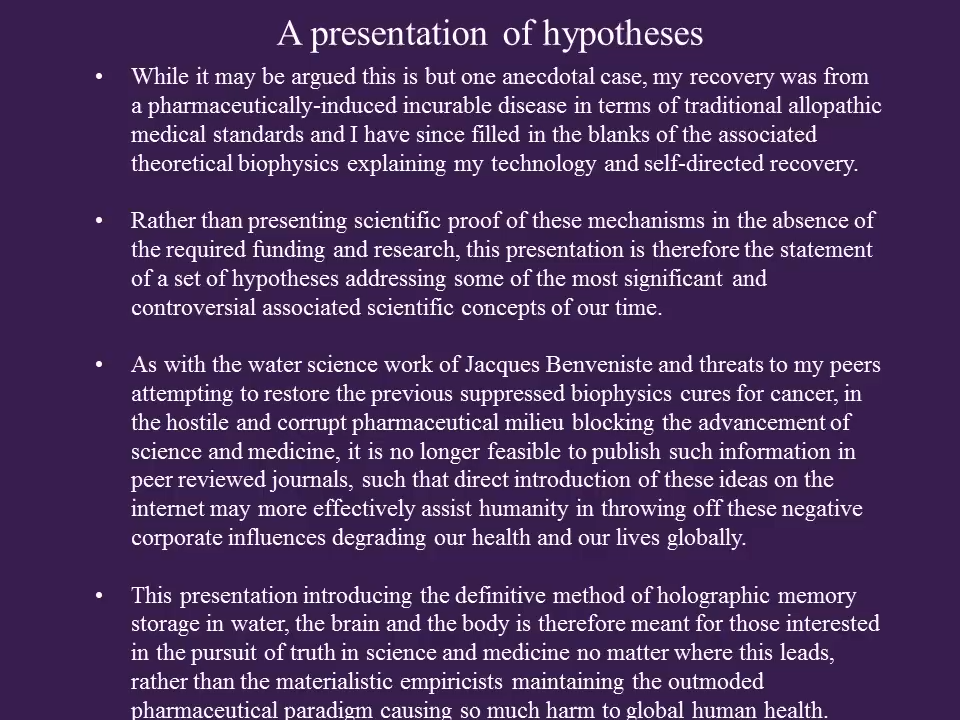 A presentation of hypotheses
• While it may be argued this is but one anecdotal case, my recovery was from
a pharmaceutically-induced incurable disease in terms of traditional allopathic
medical standards and I have since filled in the blanks of the associated
theoretical biophysics explaining my technology and self-directed recovery.
• Rather than presenting scientific proof of these mechanisms in the absence of
the required funding and research, this presentation is therefore the statement
of a set of hypotheses addressing some of the most significant and
controversial associated scientific concepts of our time.
• As with the water science work of Jacques Benveniste and threats to my peers
attempting to restore the previous suppressed biophysics cures for cancer, in
the hostile and corrupt pharmaceutical milieu blocking the advancement of
science and medicine, it is no longer feasible to publish such information in
peer reviewed journals, such that direct introduction of these ideas on the
internet may more effectively assist humanity in throwing off these negative
corporate influences degrading our health and our lives globally.
• This presentation introducing the definitive method of holographic memory
storage in water, the brain and the body is therefore meant for those interested
in the pursuit of truth in science and medicine no matter where this leads,
rather than the materialistic empiricists maintaining the outmoded
pharmaceutical paradigm causing so much harm to global human health.